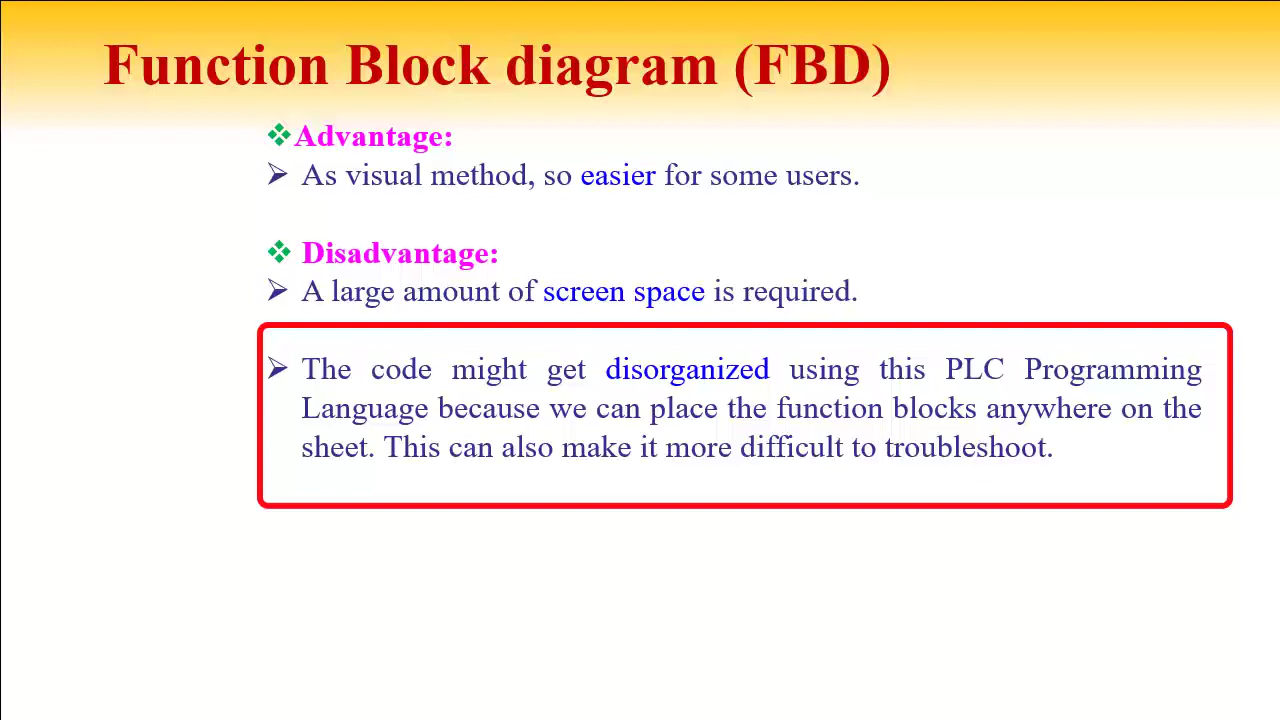 Function Block diagram (FBD)
❖Advantage:
➢ As visual method, so easier for some users.
❖ Disadvantage:
➢ A large amount of screen space is required.
➢ The code might get disorganized using this PLC Programming
Language because we can place the function blocks anywhere on the
sheet. This can also make it more difficult to troubleshoot.